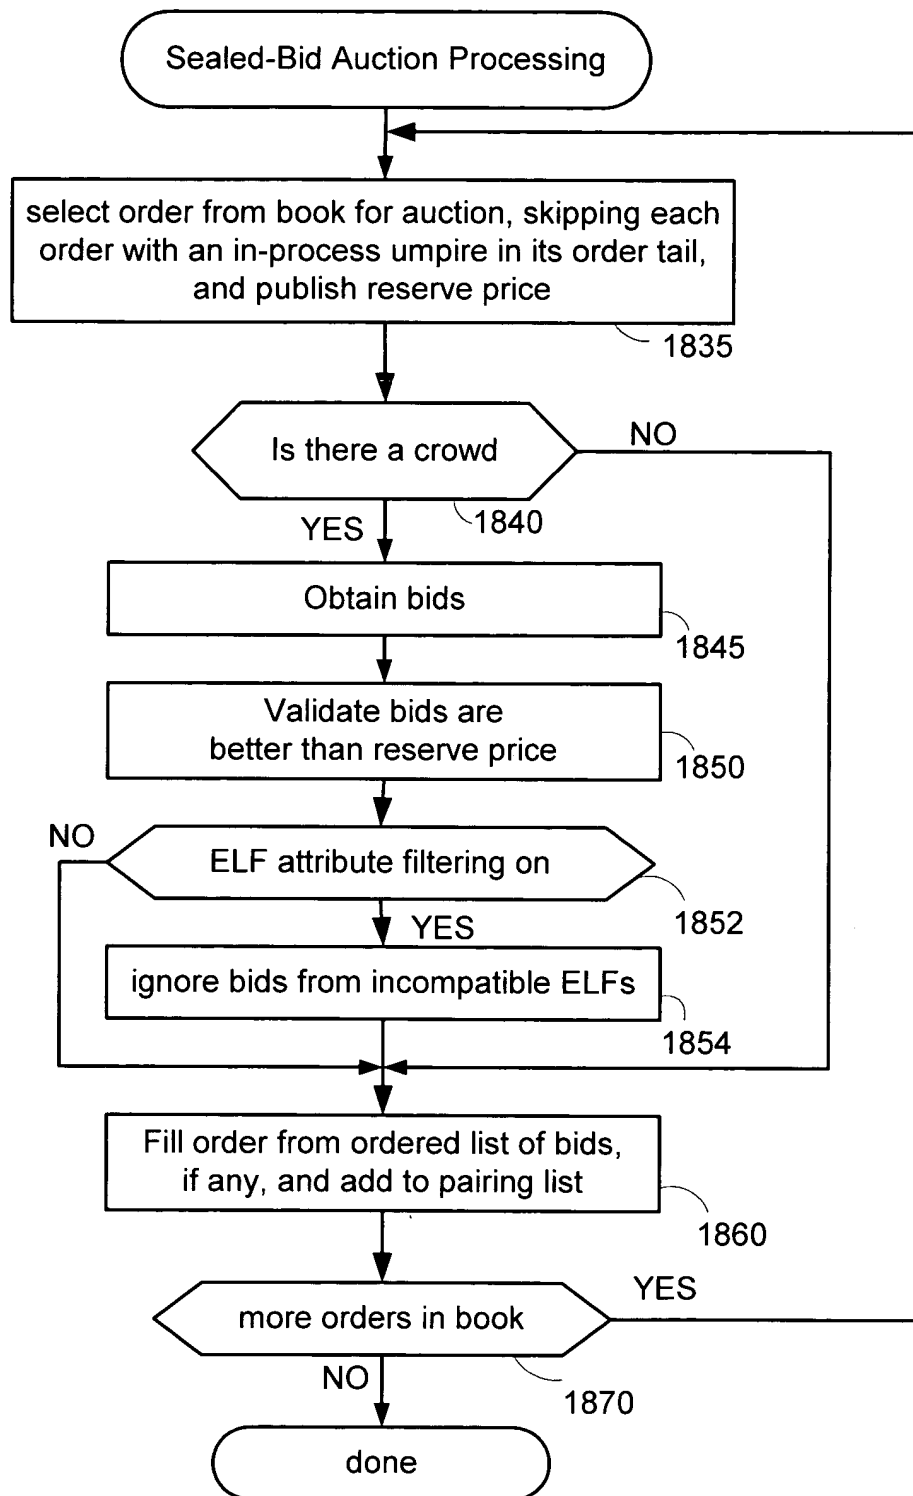 Sealed-Bid Auction Processing
select order from book for auction, skipping each
order with an in-process umpire in its order tail,
and publish reserve price
1835
Is there a crowd
NO
1840
YES
Obtain bids
1845
Validate bids are
better than reserve price
1850
NO
ELF attribute filtering on
1852
YES
ignore bids from incompatible ELFs
1854
Fill order from ordered list of bids,
if any, and add to pairing list
1860
YES
more orders in book
NO
1870
done